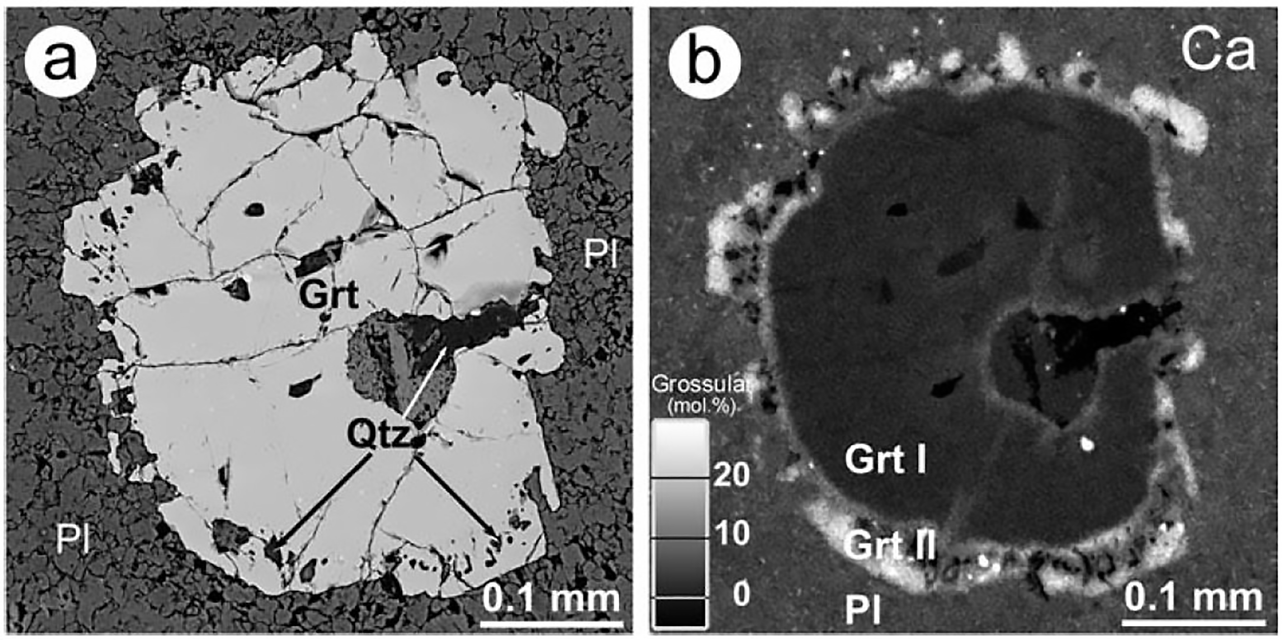 a
Pl
Grt
Qtz
Pl
0.1 mm
b
Ca
Grossular
(mol.%)
20
10
0
Grt I
Grt II
Pl
0.1 mm